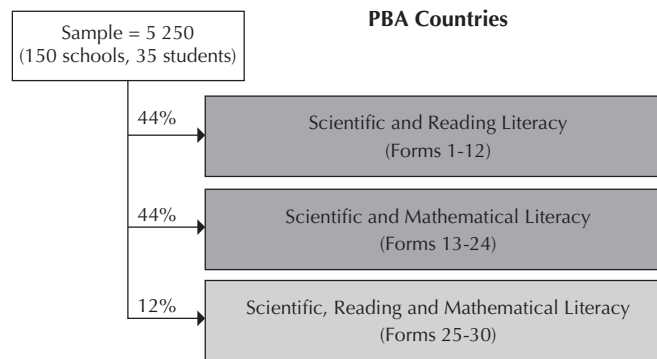 PBA Countries
Sample = 5 250
(150 schools, 35 students)
44%
Scientific and Reading Literacy
(Forms 1-12)
44%
Scientific and Mathematical Literacy
(Forms 13-24)
12%
Scientific, Reading and Mathematical Literacy
(Forms 25-30)